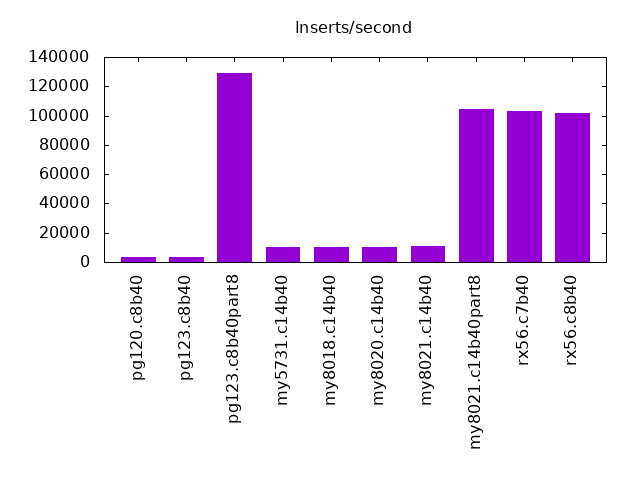 Inserts/second
140000
120000
100000
80000
60000
40000
20000
0
pg120.c8b40
pg123.c8b40
pg123.c8b40part8
my5731.c14b40
my8018.c14b40
my8020.c14b40
my8021.c14b40
my8021.c14b40part8
rx56.c7b40
rx56.c8b40